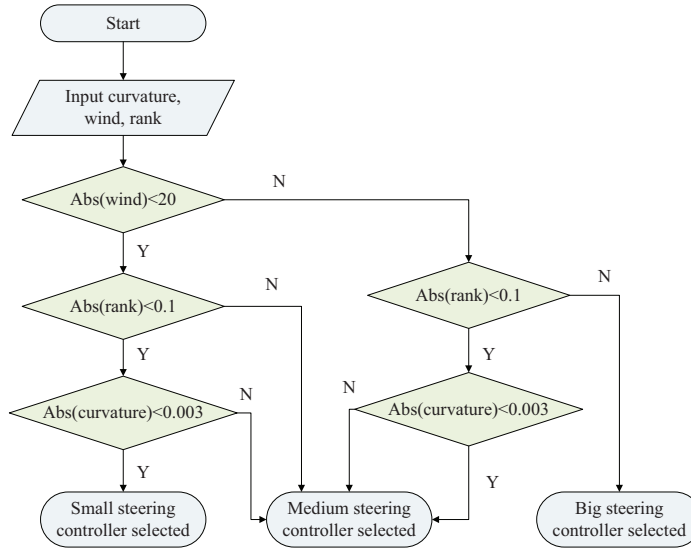 Start
Input curvature,
wind, rank
Abs(wind)<20
N
Y
Abs(rank)<0.1
N
Y
Abs(rank)<0.1
N
Y
Abs(curvature)<0.003
N
Y
Abs(curvature)<0.003
N
Y
Small steering
controller selected
Medium steering
controller selected
Big steering
controller selected